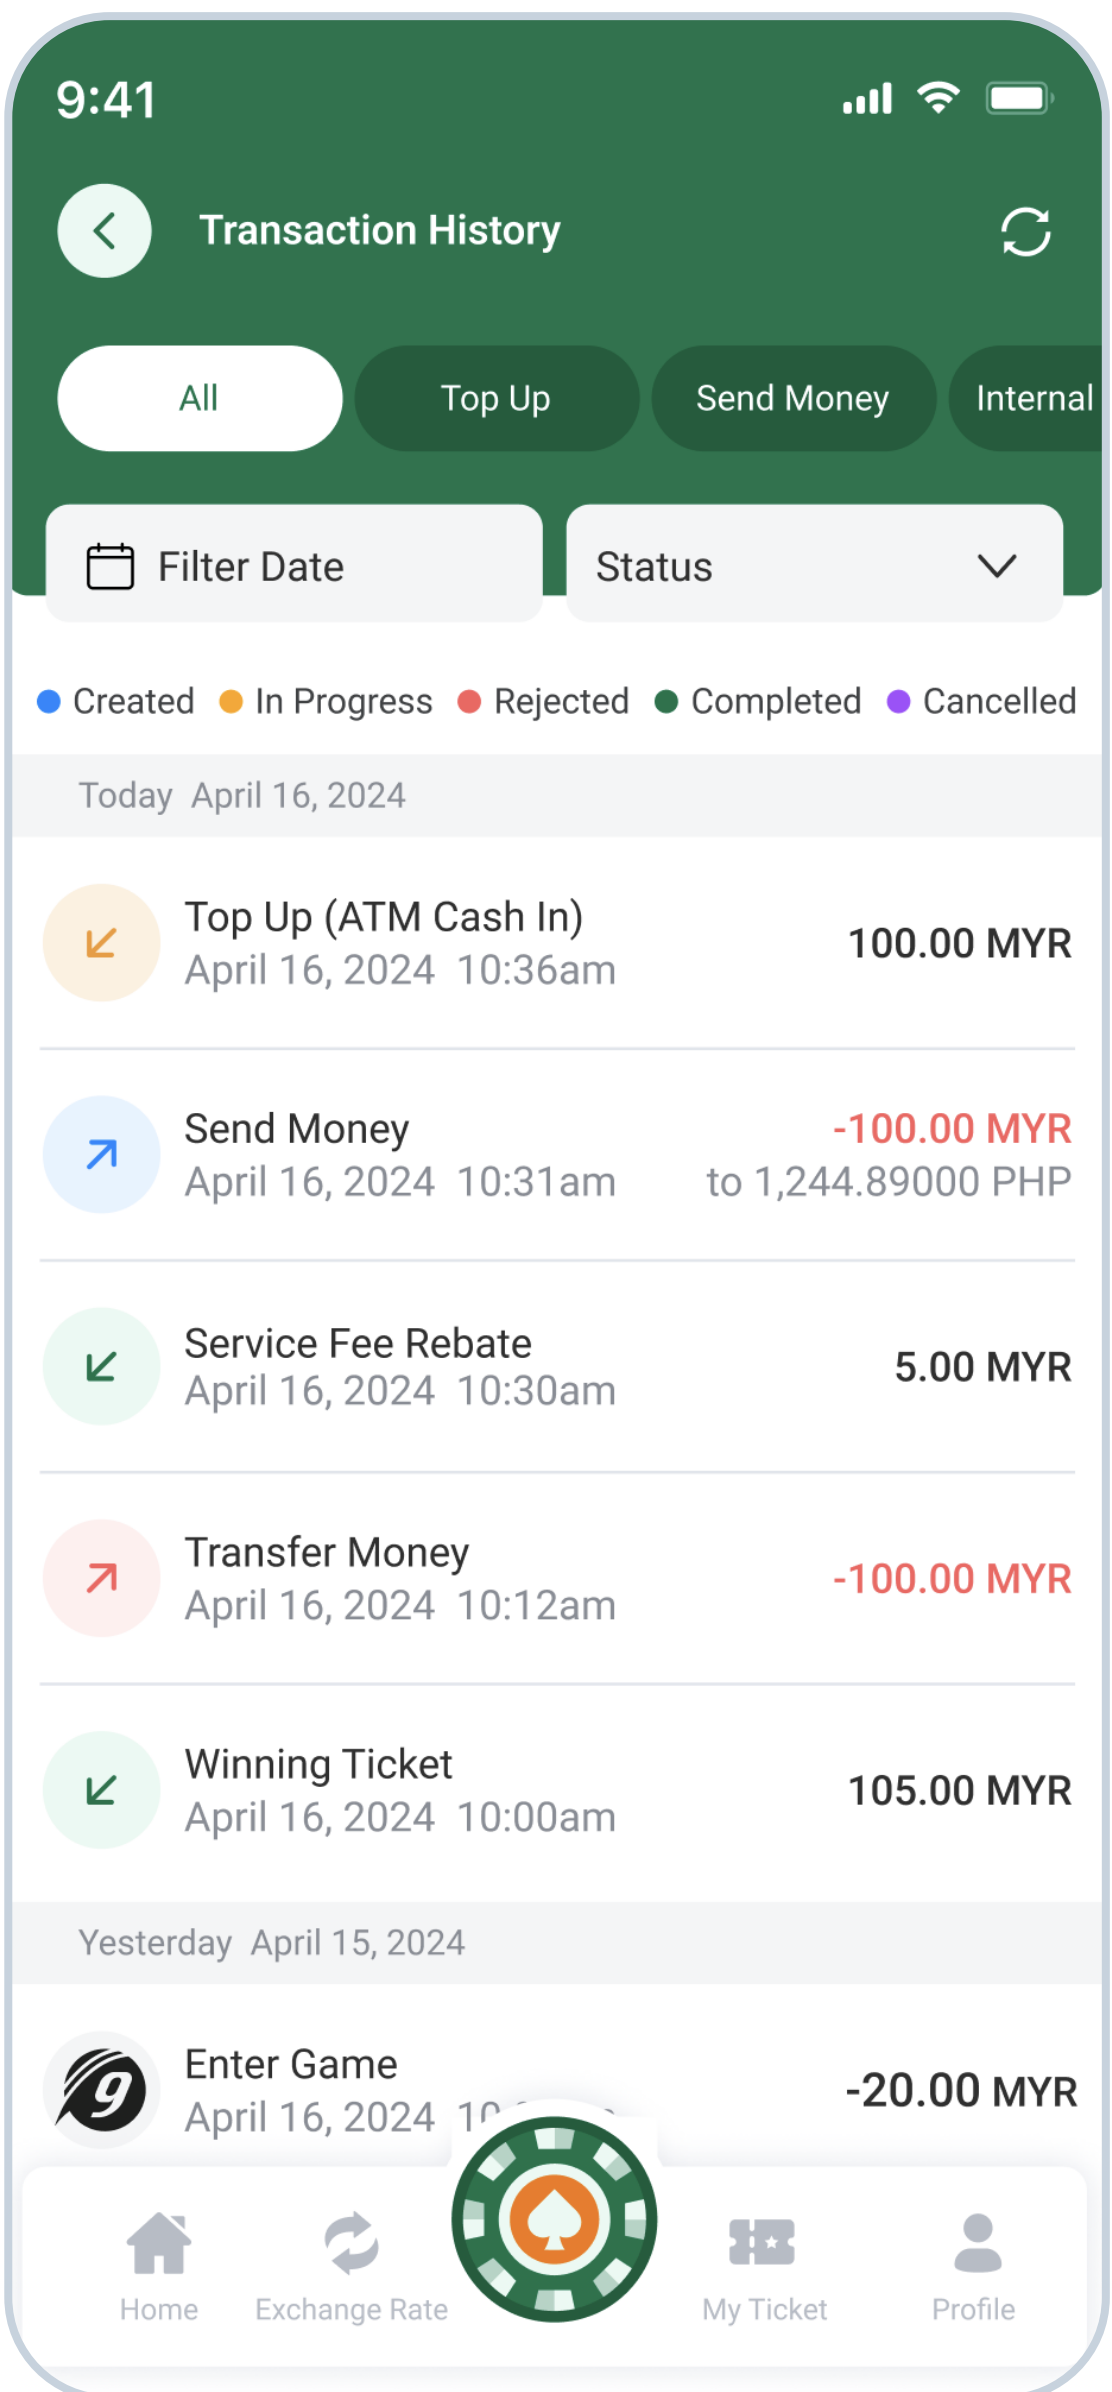 9:41
Transaction History
All Top Up Send Money Internal
Filter Date Status
Created In Progress Rejected Completed Cancelled
Today April 16, 2024
Top Up (ATM Cash In)
April 16, 2024 10:36am
100.00 MYR
Send Money
April 16, 2024 10:31am
-100.00 MYR
to 1,244.89000 PHP
Service Fee Rebate
April 16, 2024 10:30am
5.00 MYR
Transfer Money
April 16, 2024 10:12am
-100.00 MYR
Winning Ticket
April 16, 2024 10:00am
105.00 MYR
Yesterday April 15, 2024
g
Enter Game
April 16, 2024
-20.00 MYR
Home Exchange Rate My Ticket Profile